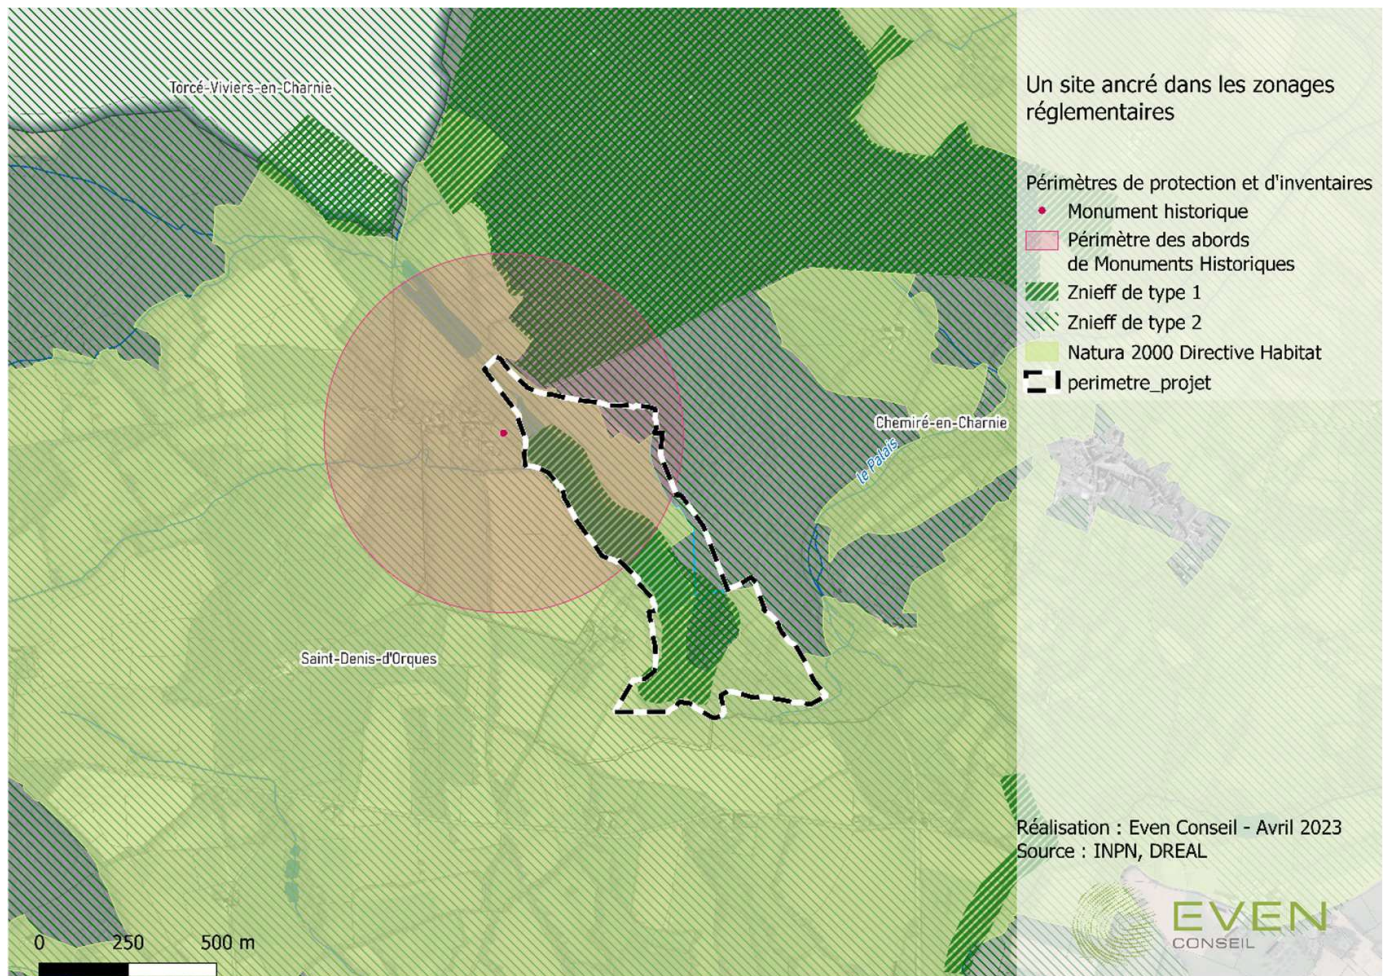 Torcé-Viviers-en-Charnie
Chemiré-en-Charnie
le Palais
Saint-Denis-d'Orques
0 250 500 m
Un site ancré dans les zonages
réglementaires
Périmètres de protection et d'inventaires
Monument historique
Périmètre des abords
de Monuments Historiques
Znieff de type 1
Znieff de type 2
Natura 2000 Directive Habitat
perimetre_projet
Réalisation : Even Conseil - Avril 2023
Source : INPN, DREAL
EVEN
CONSEIL